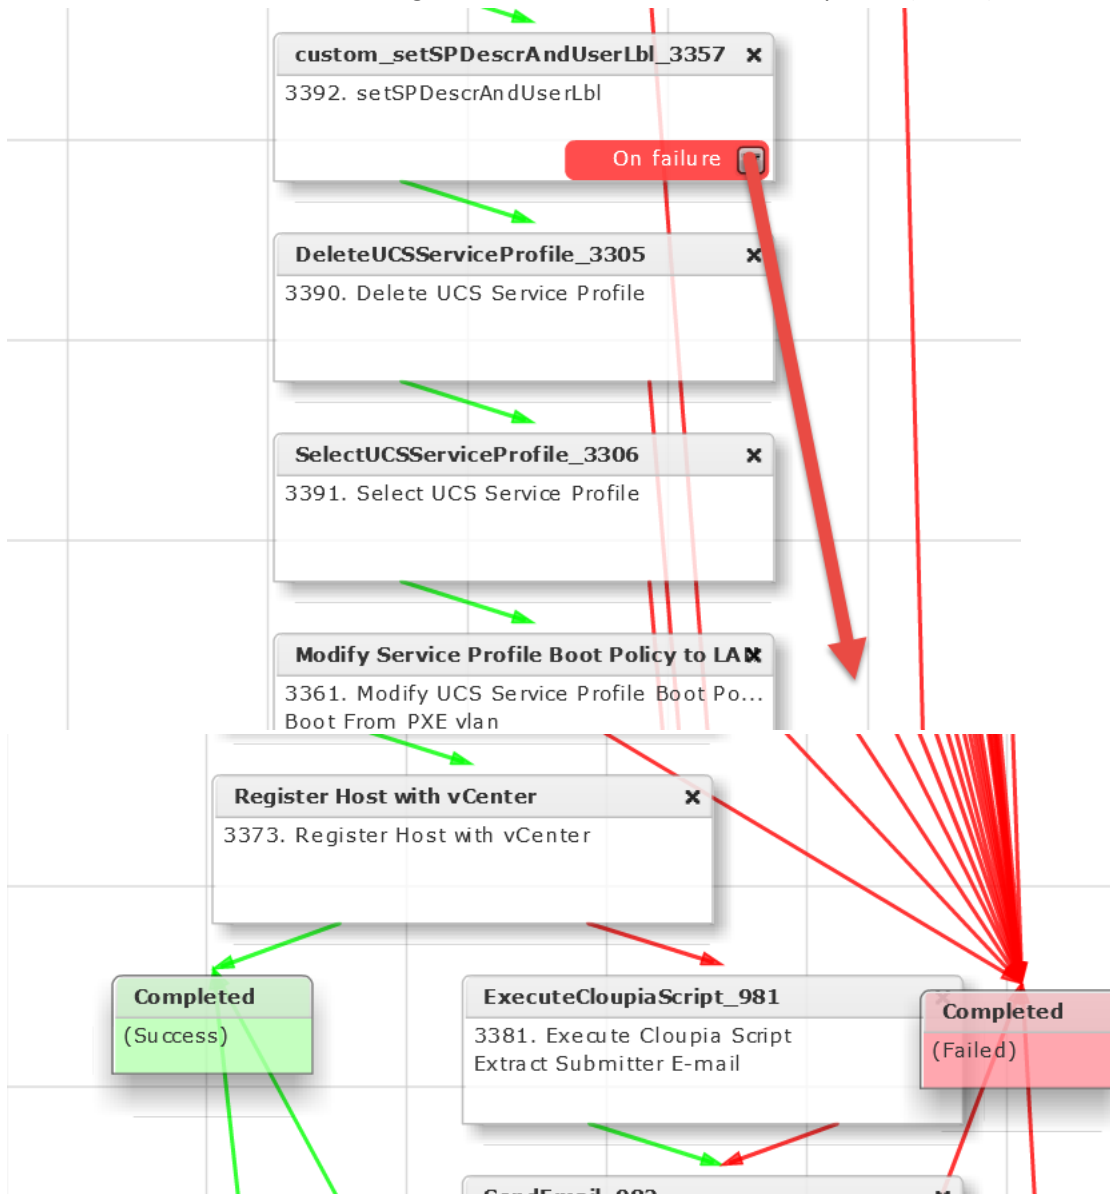 custom_setSPDescrAndUserLbl_3357
3392. setSPDescrAndUserLbl
On failure
DeleteUCSServiceProfile_3305
3390. Delete UCS Service Profile
SelectUCSServiceProfile_3306
3391. Select UCS Service Profile
Modify Service Profile Boot Policy to LAN
3361. Modify UCS Service Profile Boot Po...
Boot From PXE vlan
Register Host with vCenter
3373. Register Host with vCenter
Completed
(Success)
ExecuteCloupiaScript_981
3381. Execute Cloupia Script
Extract Submitter E-mail
Completed
(Failed)